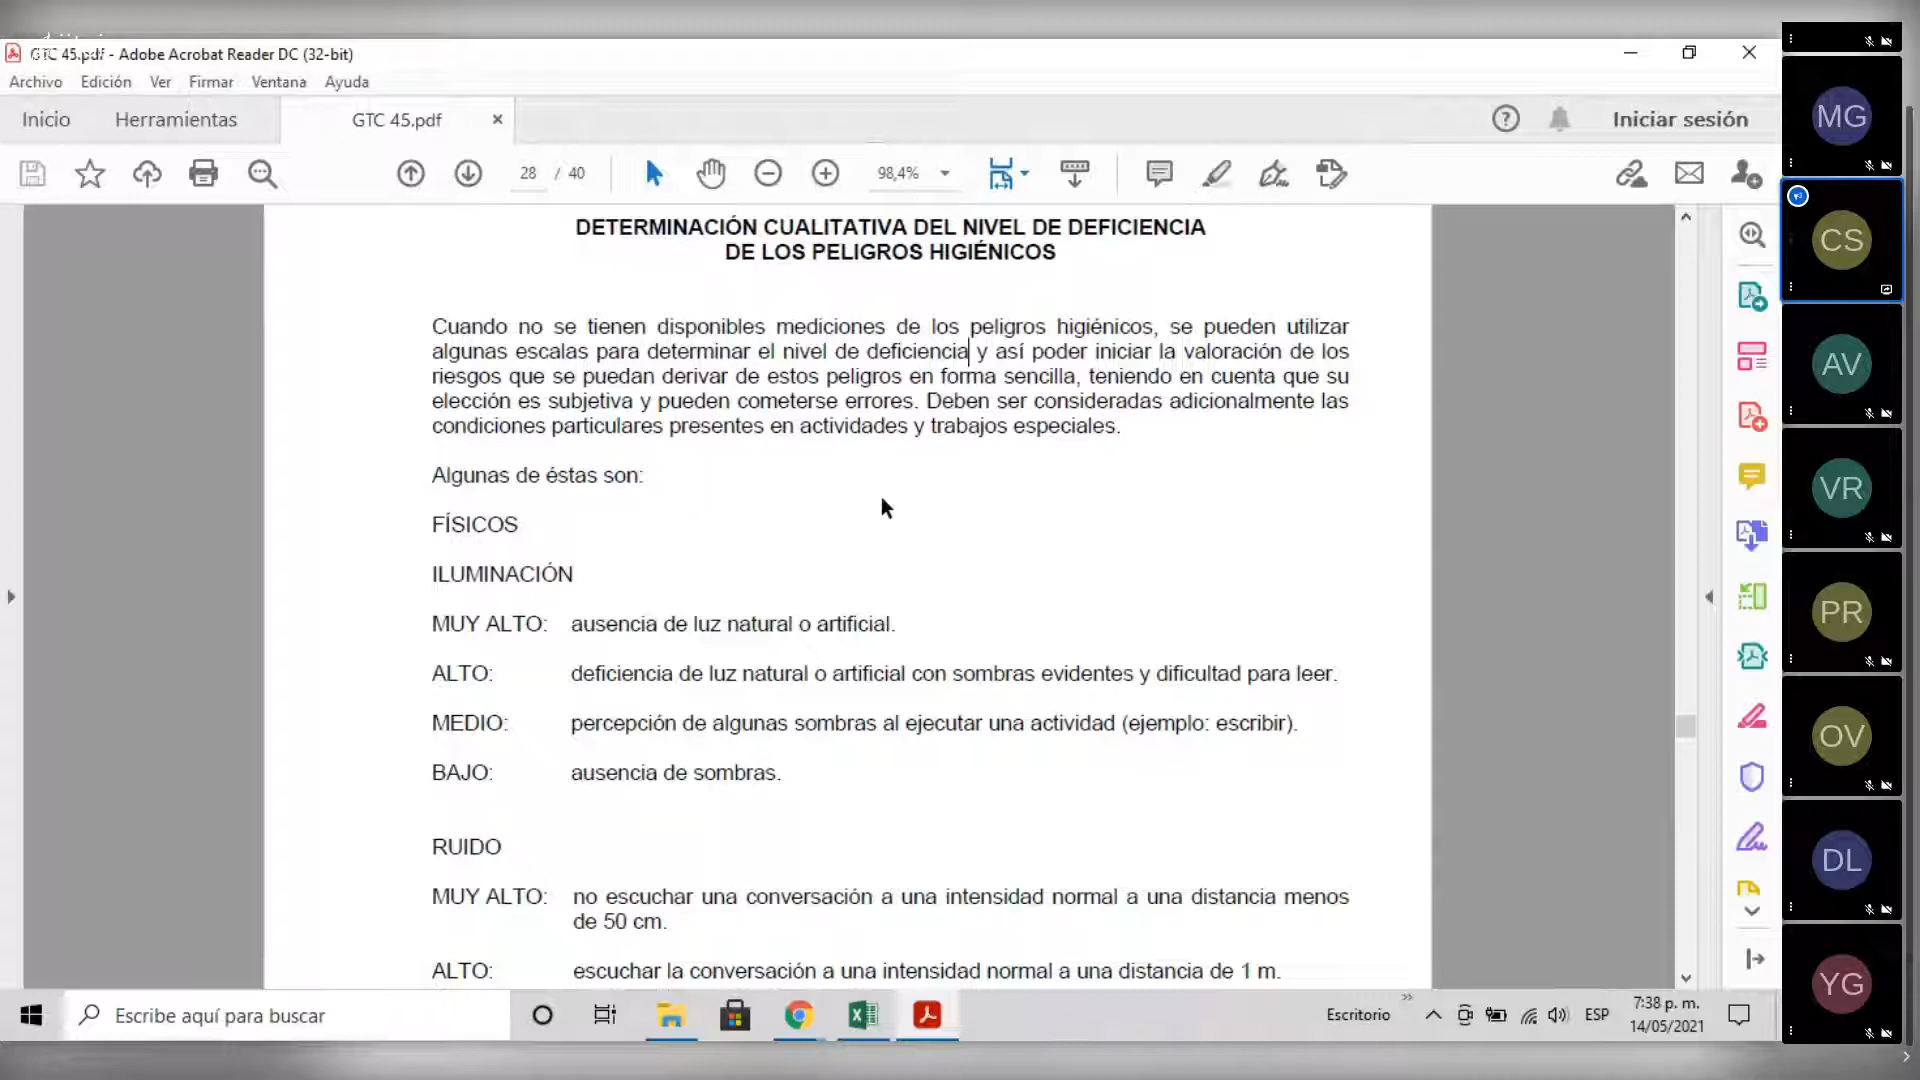 GTC 45.pdf - Adobe Acrobat Reader DC (32-bit)
Archivo Edición Ver Firmar Ventana Ayuda
Inicio Herramientas GTC 45.pdf × Iniciar sesión
28 / 40 98,4%
DETERMINACIÓN CUALITATIVA DEL NIVEL DE DEFICIENCIA
DE LOS PELIGROS HIGIÉNICOS
Cuando no se tienen disponibles mediciones de los peligros higiénicos, se pueden utilizar
algunas escalas para determinar el nivel de deficiencia y así poder iniciar la valoración de los
riesgos que se puedan derivar de estos peligros en forma sencilla, teniendo en cuenta que su
elección es subjetiva y pueden cometerse errores. Deben ser consideradas adicionalmente las
condiciones particulares presentes en actividades y trabajos especiales.
Algunas de éstas son:
FÍSICOS
ILUMINACIÓN
MUY ALTO: ausencia de luz natural o artificial.
ALTO: deficiencia de luz natural o artificial con sombras evidentes y dificultad para leer.
MEDIO: percepción de algunas sombras al ejecutar una actividad (ejemplo: escribir).
BAJO: ausencia de sombras.
RUIDO
MUY ALTO: no escuchar una conversación a una intensidad normal a una distancia menos
de 50 cm.
ALTO: escuchar la conversación a una intensidad normal a una distancia de 1 m.
Escribe aquí para buscar
Escritorio
ESP
7:38 p. m.
14/05/2021
MG
CS
AV
VR
PR
OV
DL
YG